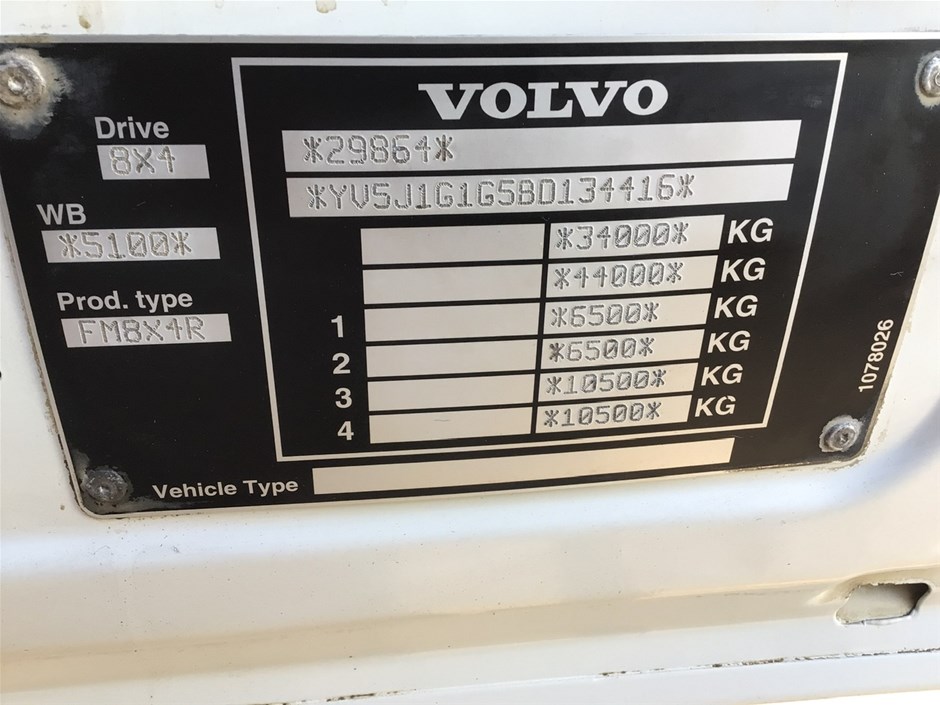 VOLVO
Drive
8X4
*29864*
*YV5J1G1G5BD134416*
WB
*5100*
*34000* KG
*44000* KG
Prod. type
FM8X4R
1 *6500* KG
2 *6500* KG
3 *10500* KG
4 *10500* KG
Vehicle Type
1078026